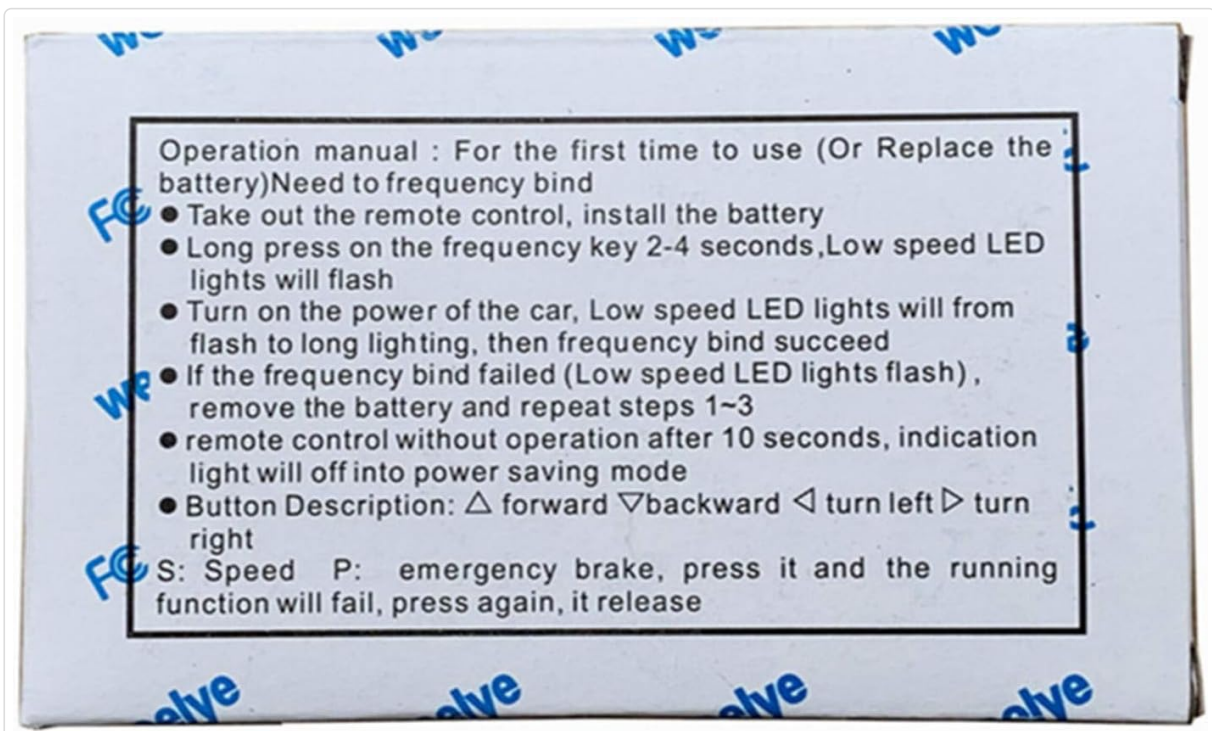 Operation manual : For the first time to use (Or Replace the
battery)Need to frequency bind
● Take out the remote control, install the battery
● Long press on the frequency key 2-4 seconds,Low speed LED
lights will flash
● Turn on the power of the car, Low speed LED lights will from
flash to long lighting, then frequency bind succeed
● If the frequency bind failed (Low speed LED lights flash) ,
remove the battery and repeat steps 1~3
● remote control without operation after 10 seconds, indication
light will off into power saving mode
● Button Description: △ forward ▽backward ◁ turn left ▷ turn
right
S: Speed P: emergency brake, press it and the running
function will fail, press again, it release